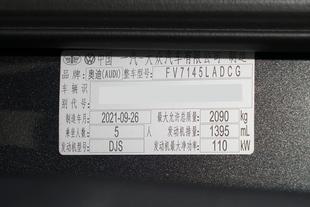 中国 一汽-大众汽车有限公司 制造
品牌 奥迪(AUDI) 整车型号 FV7145LADCG
车辆识别代号
制造年月 2021-09-26 最大允许总质量 2090 kg
乘坐人数 5 人 发动机排量 1395 mL
发动机型号 DJS 发动机最大净功率 110 kW